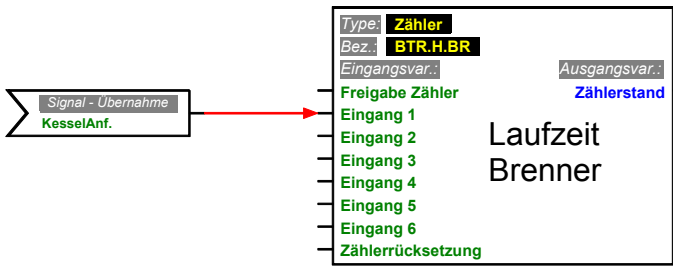 Signal - Übernahme
KesselAnf.
Type: Zähler
Bez.: BTR.H.BR
Eingangsvar.: Ausgangsvar.:
Freigabe Zähler Zählerstand
Eingang 1
Eingang 2
Eingang 3
Eingang 4
Eingang 5
Eingang 6
Zählerrücksetzung
Laufzeit
Brenner